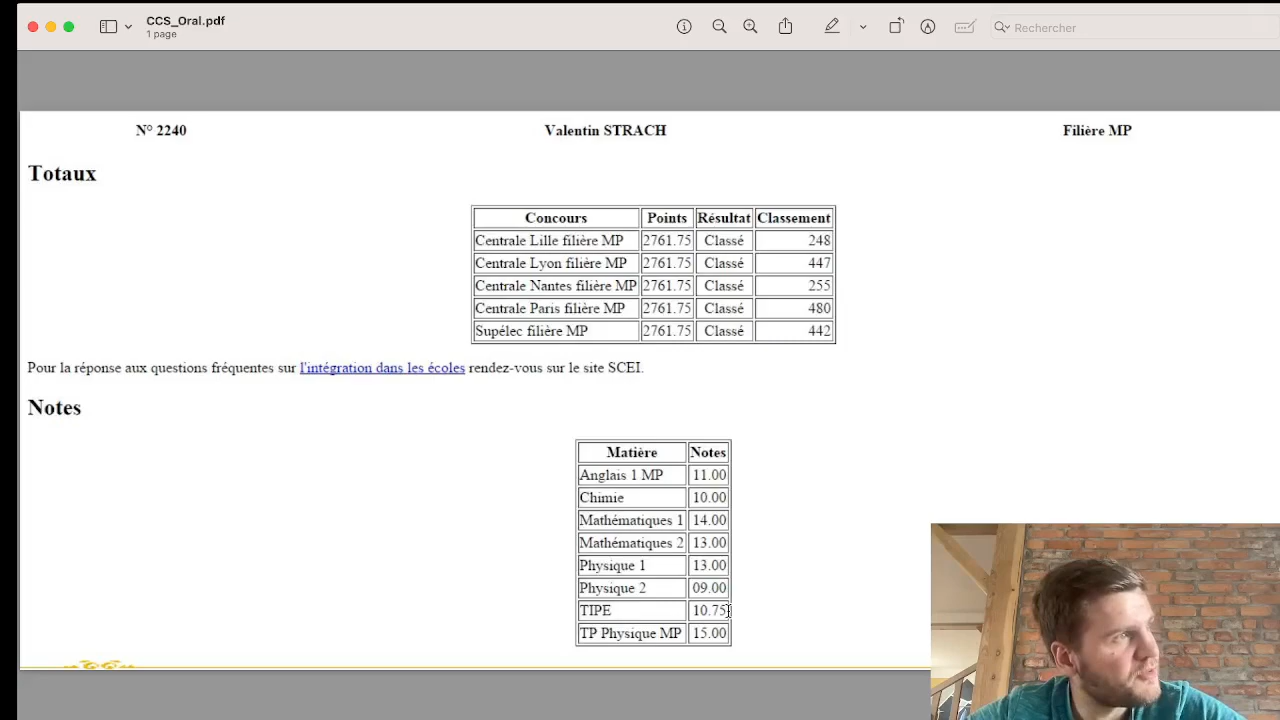 CCS_Oral.pdf
1 page
Rechercher
N° 2240 Valentin STRACH Filière MP
Totaux
Concours Points Résultat Classement
Centrale Lille filière MP 2761.75 Classé 248
Centrale Lyon filière MP 2761.75 Classé 447
Centrale Nantes filière MP 2761.75 Classé 255
Centrale Paris filière MP 2761.75 Classé 480
Supélec filière MP 2761.75 Classé 442
Pour la réponse aux questions fréquentes sur l'intégration dans les écoles rendez-vous sur le site SCEI.
Notes
Matière Notes
Anglais 1 MP 11.00
Chimie 10.00
Mathématiques 1 14.00
Mathématiques 2 13.00
Physique 1 13.00
Physique 2 09.00
TIPE 10.75
TP Physique MP 15.00